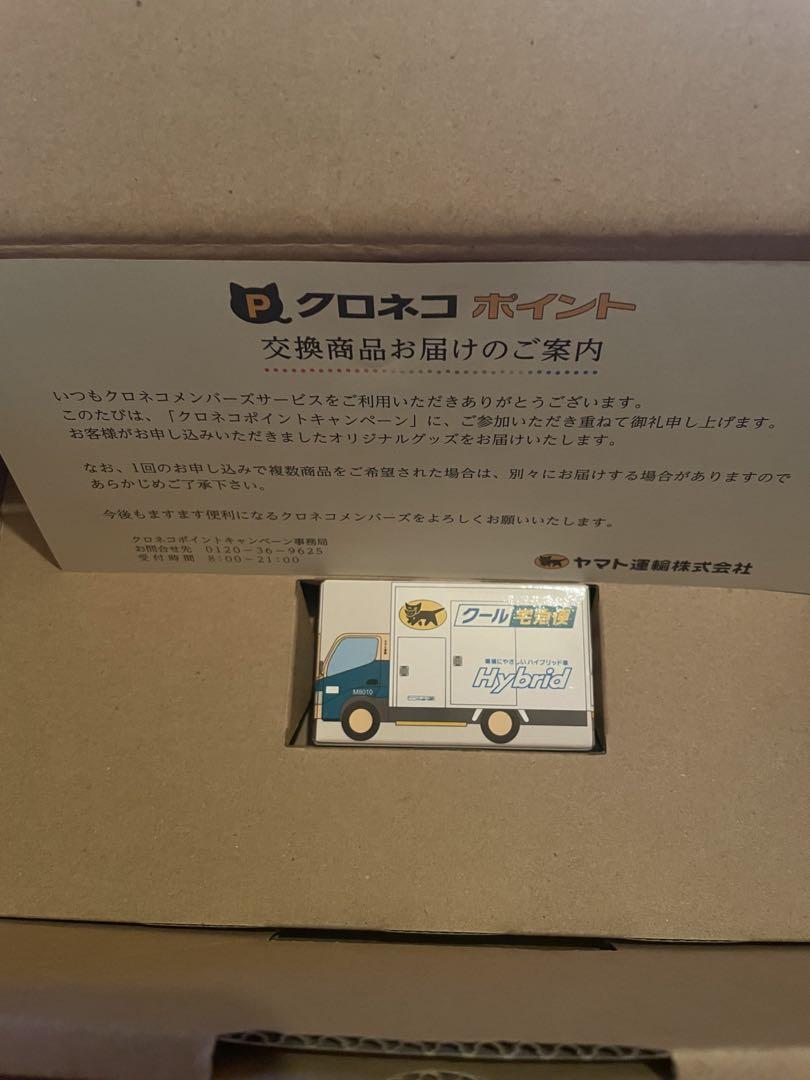 P クロネコ ポイント
交換商品お届けのご案内
いつもクロネコメンバーズサービスをご利用いただきありがとうございます。
このたびは、「クロネコポイントキャンペーン」に、ご参加いただき重ねて御礼申し上げます。
お客様がお申し込みいただきましたオリジナルグッズをお届けいたします。
なお、1回のお申し込みで複数商品をご希望された場合は、別々にお届けする場合がありますので
あらかじめご了承下さい。
今後もますます便利になるクロネコメンバーズをよろしくお願いいたします。
クロネコポイントキャンペーン事務局
お問合せ先 0120-36-9625
受付時間 8:00~21:00
ヤマト運輸株式会社
クール宅急便
環境にやさしいハイブリッド車
Hybrid
M8010